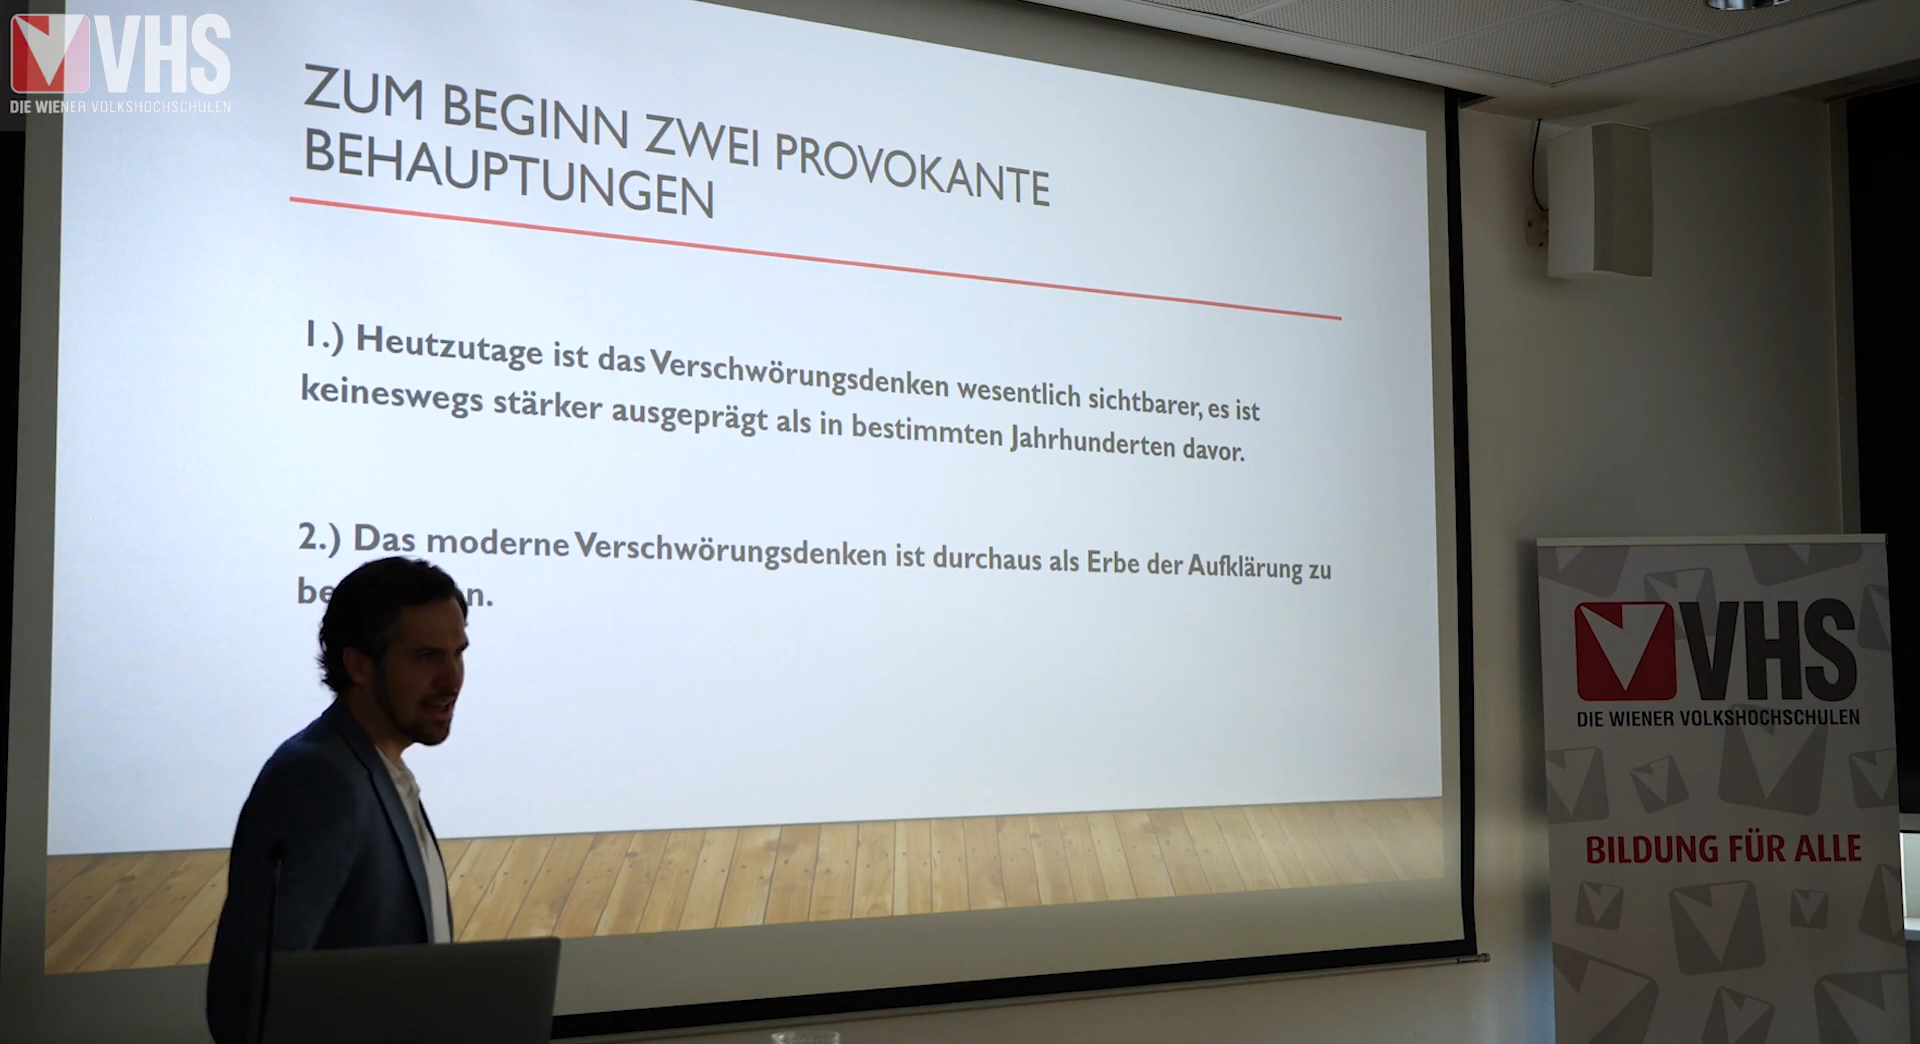 VHS
DIE WIENER VOLKSHOCHSCHULEN
ZUM BEGINN ZWEI PROVOKANTE
BEHAUPTUNGEN
1.) Heutzutage ist das Verschwörungsdenken wesentlich sichtbarer, es ist
keineswegs stärker ausgeprägt als in bestimmten Jahrhunderten davor.
2.) Das moderne Verschwörungsdenken ist durchaus als Erbe der Aufklärung zu
VHS
DIE WIENER VOLKSHOCHSCHULEN
BILDUNG FÜR ALLE